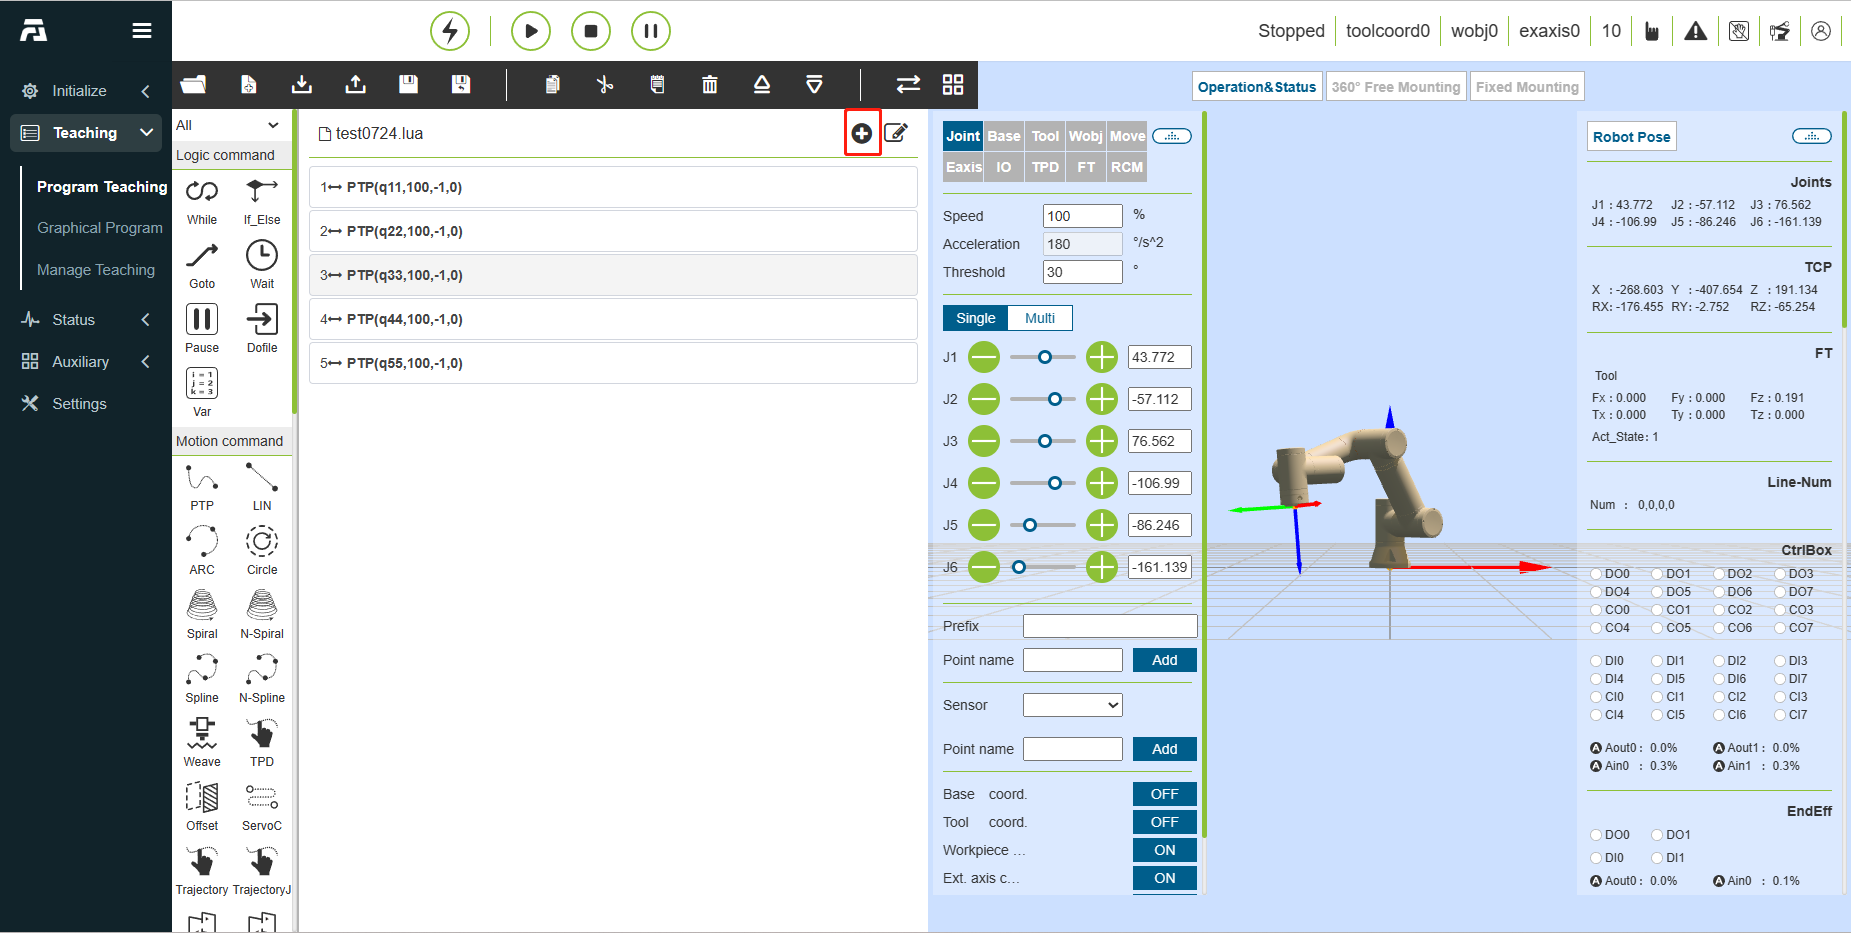 Stopped toolcoord0 wobj0 exaxis0 10
Initialize
Teaching
Program Teaching
Graphical Program
Manage Teaching
Status
Auxiliary
Settings
All
Logic command
While If_Else
Goto Wait
Pause Dofile
i = 1
j = 2
k = 3
Var
Motion command
PTP LIN
ARC Circle
Spiral N-Spiral
Spline N-Spline
Weave TPD
Offset ServoC
Trajectory TrajectoryJ
test0724.lua
1 PTP(q11,100,-1,0)
2 PTP(q22,100,-1,0)
3 PTP(q33,100,-1,0)
4 PTP(q44,100,-1,0)
5 PTP(q55,100,-1,0)
Operation&Status 360° Free Mounting Fixed Mounting
Joint Base Tool Wobj Move
Eaxis IO TPD FT RCM
Speed 100 %
Acceleration 180 °/s^2
Threshold 30 °
Single Multi
J1 43.772
J2 -57.112
J3 76.562
J4 -106.99
J5 -86.246
J6 -161.139
Prefix
Point name Add
Sensor
Point name Add
Base coord. OFF
Tool coord. OFF
Workpiece ... ON
Ext. axis c... ON
Robot Pose
Joints
J1 : 43.772 J2 : -57.112 J3 : 76.562
J4 : -106.99 J5 : -86.246 J6 : -161.139
TCP
X : -268.603 Y : -407.654 Z : 191.134
RX: -176.455 RY: -2.752 RZ: -65.254
FT
Tool
Fx : 0.000 Fy : 0.000 Fz : 0.191
Tx : 0.000 Ty : 0.000 Tz : 0.000
Act_State : 1
Line-Num
Num : 0,0,0,0
CtrlBox
DO0 DO1 DO2 DO3
DO4 DO5 DO6 DO7
CO0 CO1 CO2 CO3
CO4 CO5 CO6 CO7
DI0 DI1 DI2 DI3
DI4 DI5 DI6 DI7
CI0 CI1 CI2 CI3
CI4 CI5 CI6 CI7
A Aout0 : 0.0% A Aout1 : 0.0%
A Ain0 : 0.3% A Ain1 : 0.3%
EndEff
DO0 DO1
DI0 DI1
A Aout0 : 0.0% A Ain0 : 0.1%